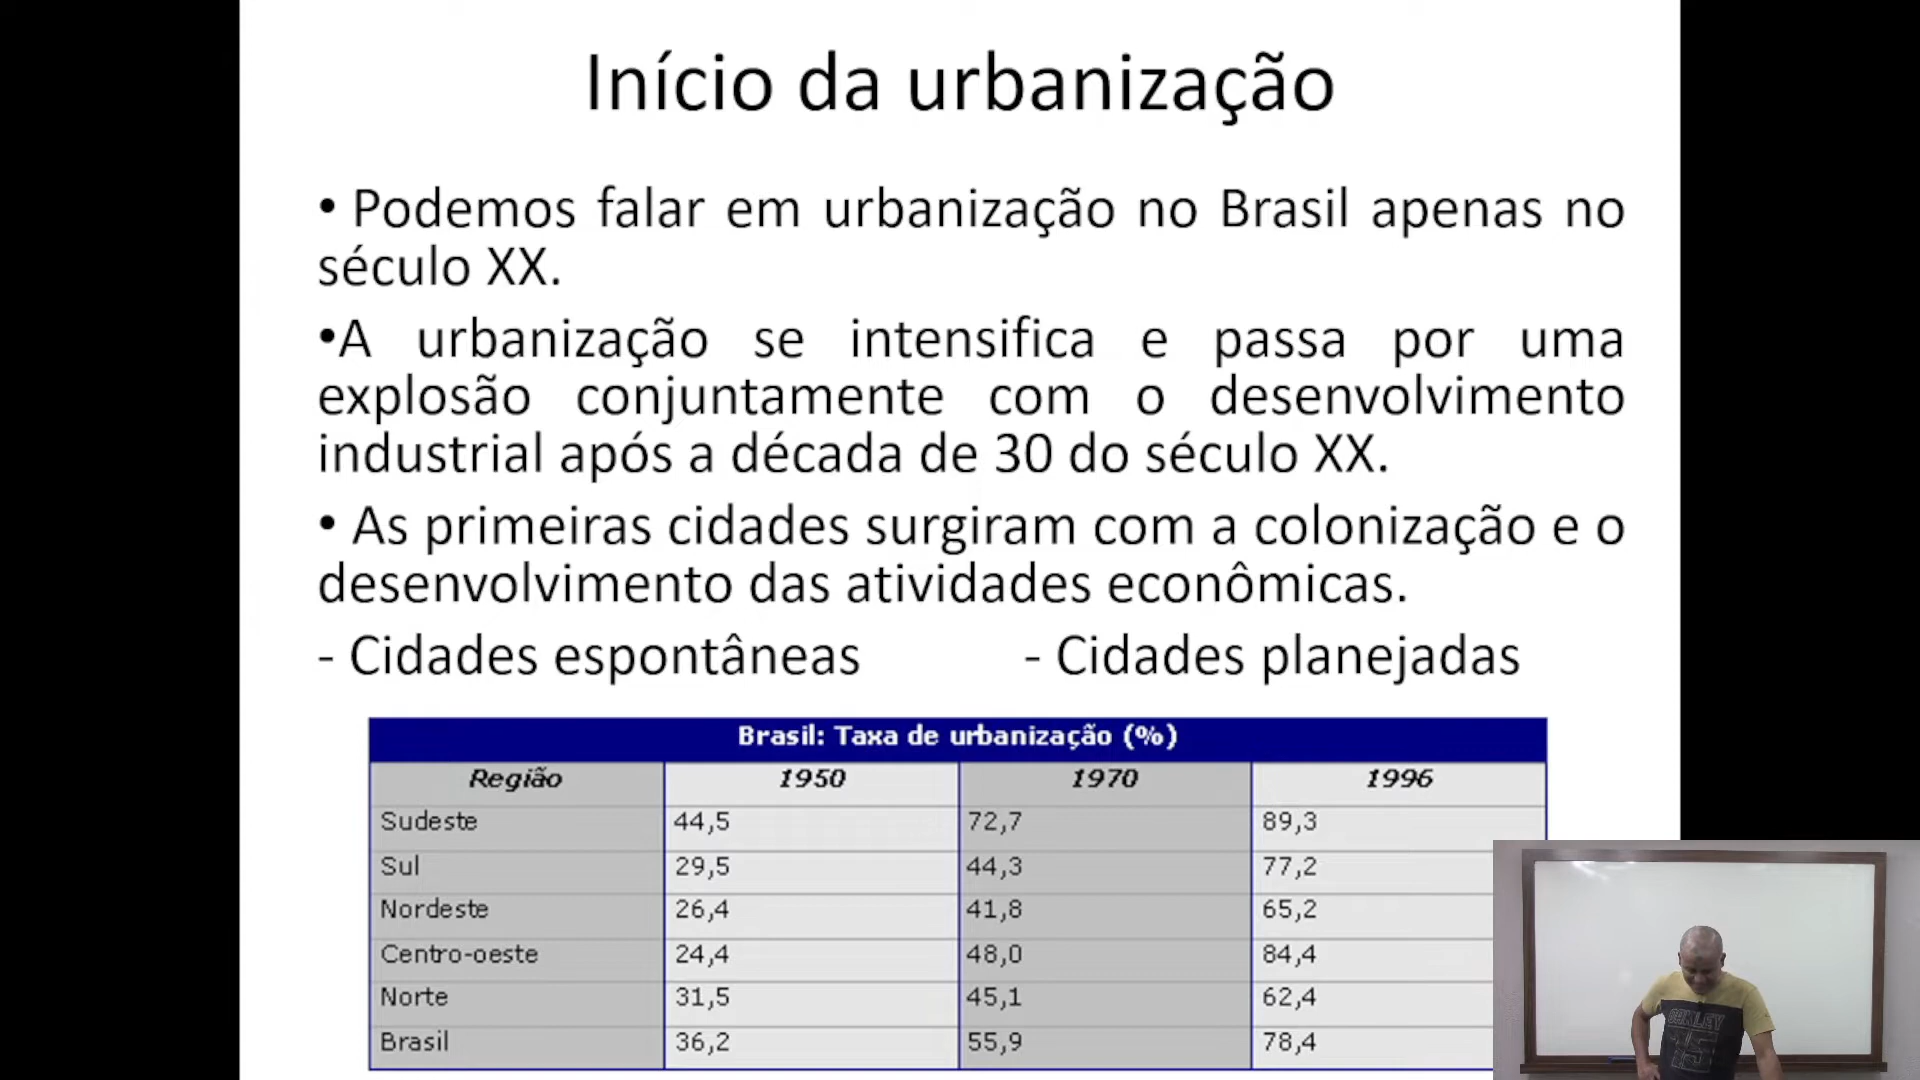 Início da urbanização
• Podemos falar em urbanização no Brasil apenas no
século XX.
•A urbanização se intensifica e passa por uma
explosão conjuntamente com o desenvolvimento
industrial após a década de 30 do século XX.
• As primeiras cidades surgiram com a colonização e o
desenvolvimento das atividades econômicas.
- Cidades espontâneas - Cidades planejadas
Brasil: Taxa de urbanização (%)
Região 1950 1970 1996
Sudeste 44,5 72,7 89,3
Sul 29,5 44,3 77,2
Nordeste 26,4 41,8 65,2
Centro-oeste 24,4 48,0 84,4
Norte 31,5 45,1 62,4
Brasil 36,2 55,9 78,4
OAKLEY